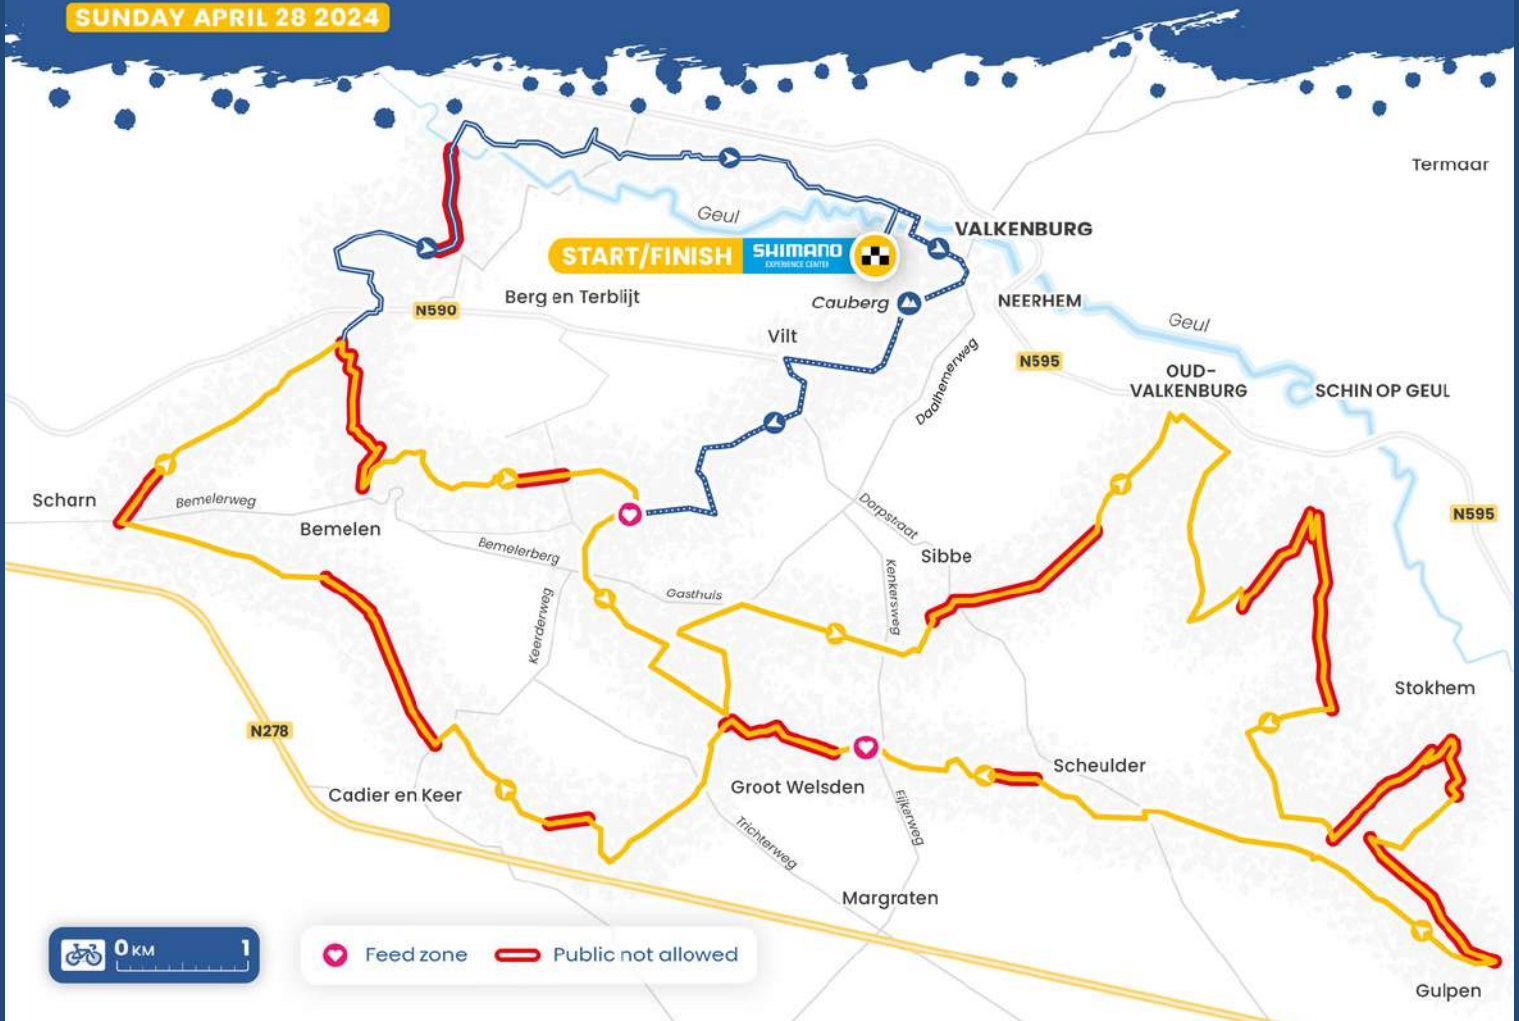 SUNDAY APRIL 28 2024
Termaar
Geul
VALKENBURG
START/FINISH
SHIMANO
EXPERIENCE CENTER
Berg en Terblijt
N590
Cauberg
NEERHEM
Geul
Vilt
Daalhemerweg
N595
OUD-
VALKENBURG
SCHIN OP GEUL
Scharn
Bemelerweg
Bemelen
Dorpstraat
N595
Bemelerberg
Sibbe
Kenkersweg
Keerderweg
Gasthuis
Stokhem
N278
Scheulder
Cadier en Keer
Groot Welsden
Eijkerweg
Trichterweg
Margraten
0 KM 1
Feed zone
Public not allowed
Gulpen